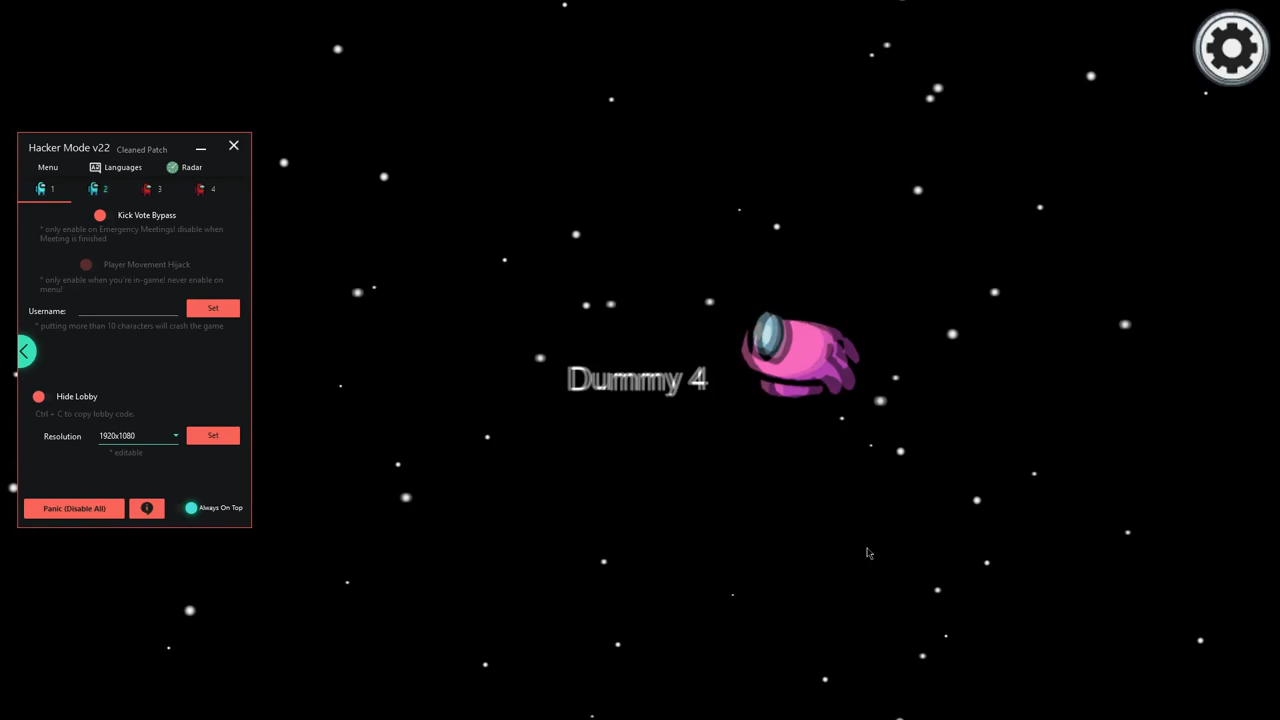 Hacker Mode v22 Cleaned Patch
Menu Languages Radar
1 2 3 4
Kick Vote Bypass
* only enable on Emergency Meetings! disable when
Meeting is finished
Player Movement Hijack
* only enable when you're in-game! never enable on
menu!
Username: Set
* putting more than 10 characters will crash the game
Dummy 4
Hide Lobby
Ctrl + C to copy lobby code.
Resolution 1920x1080 Set
* editable
Panic (Disable All) Always On Top